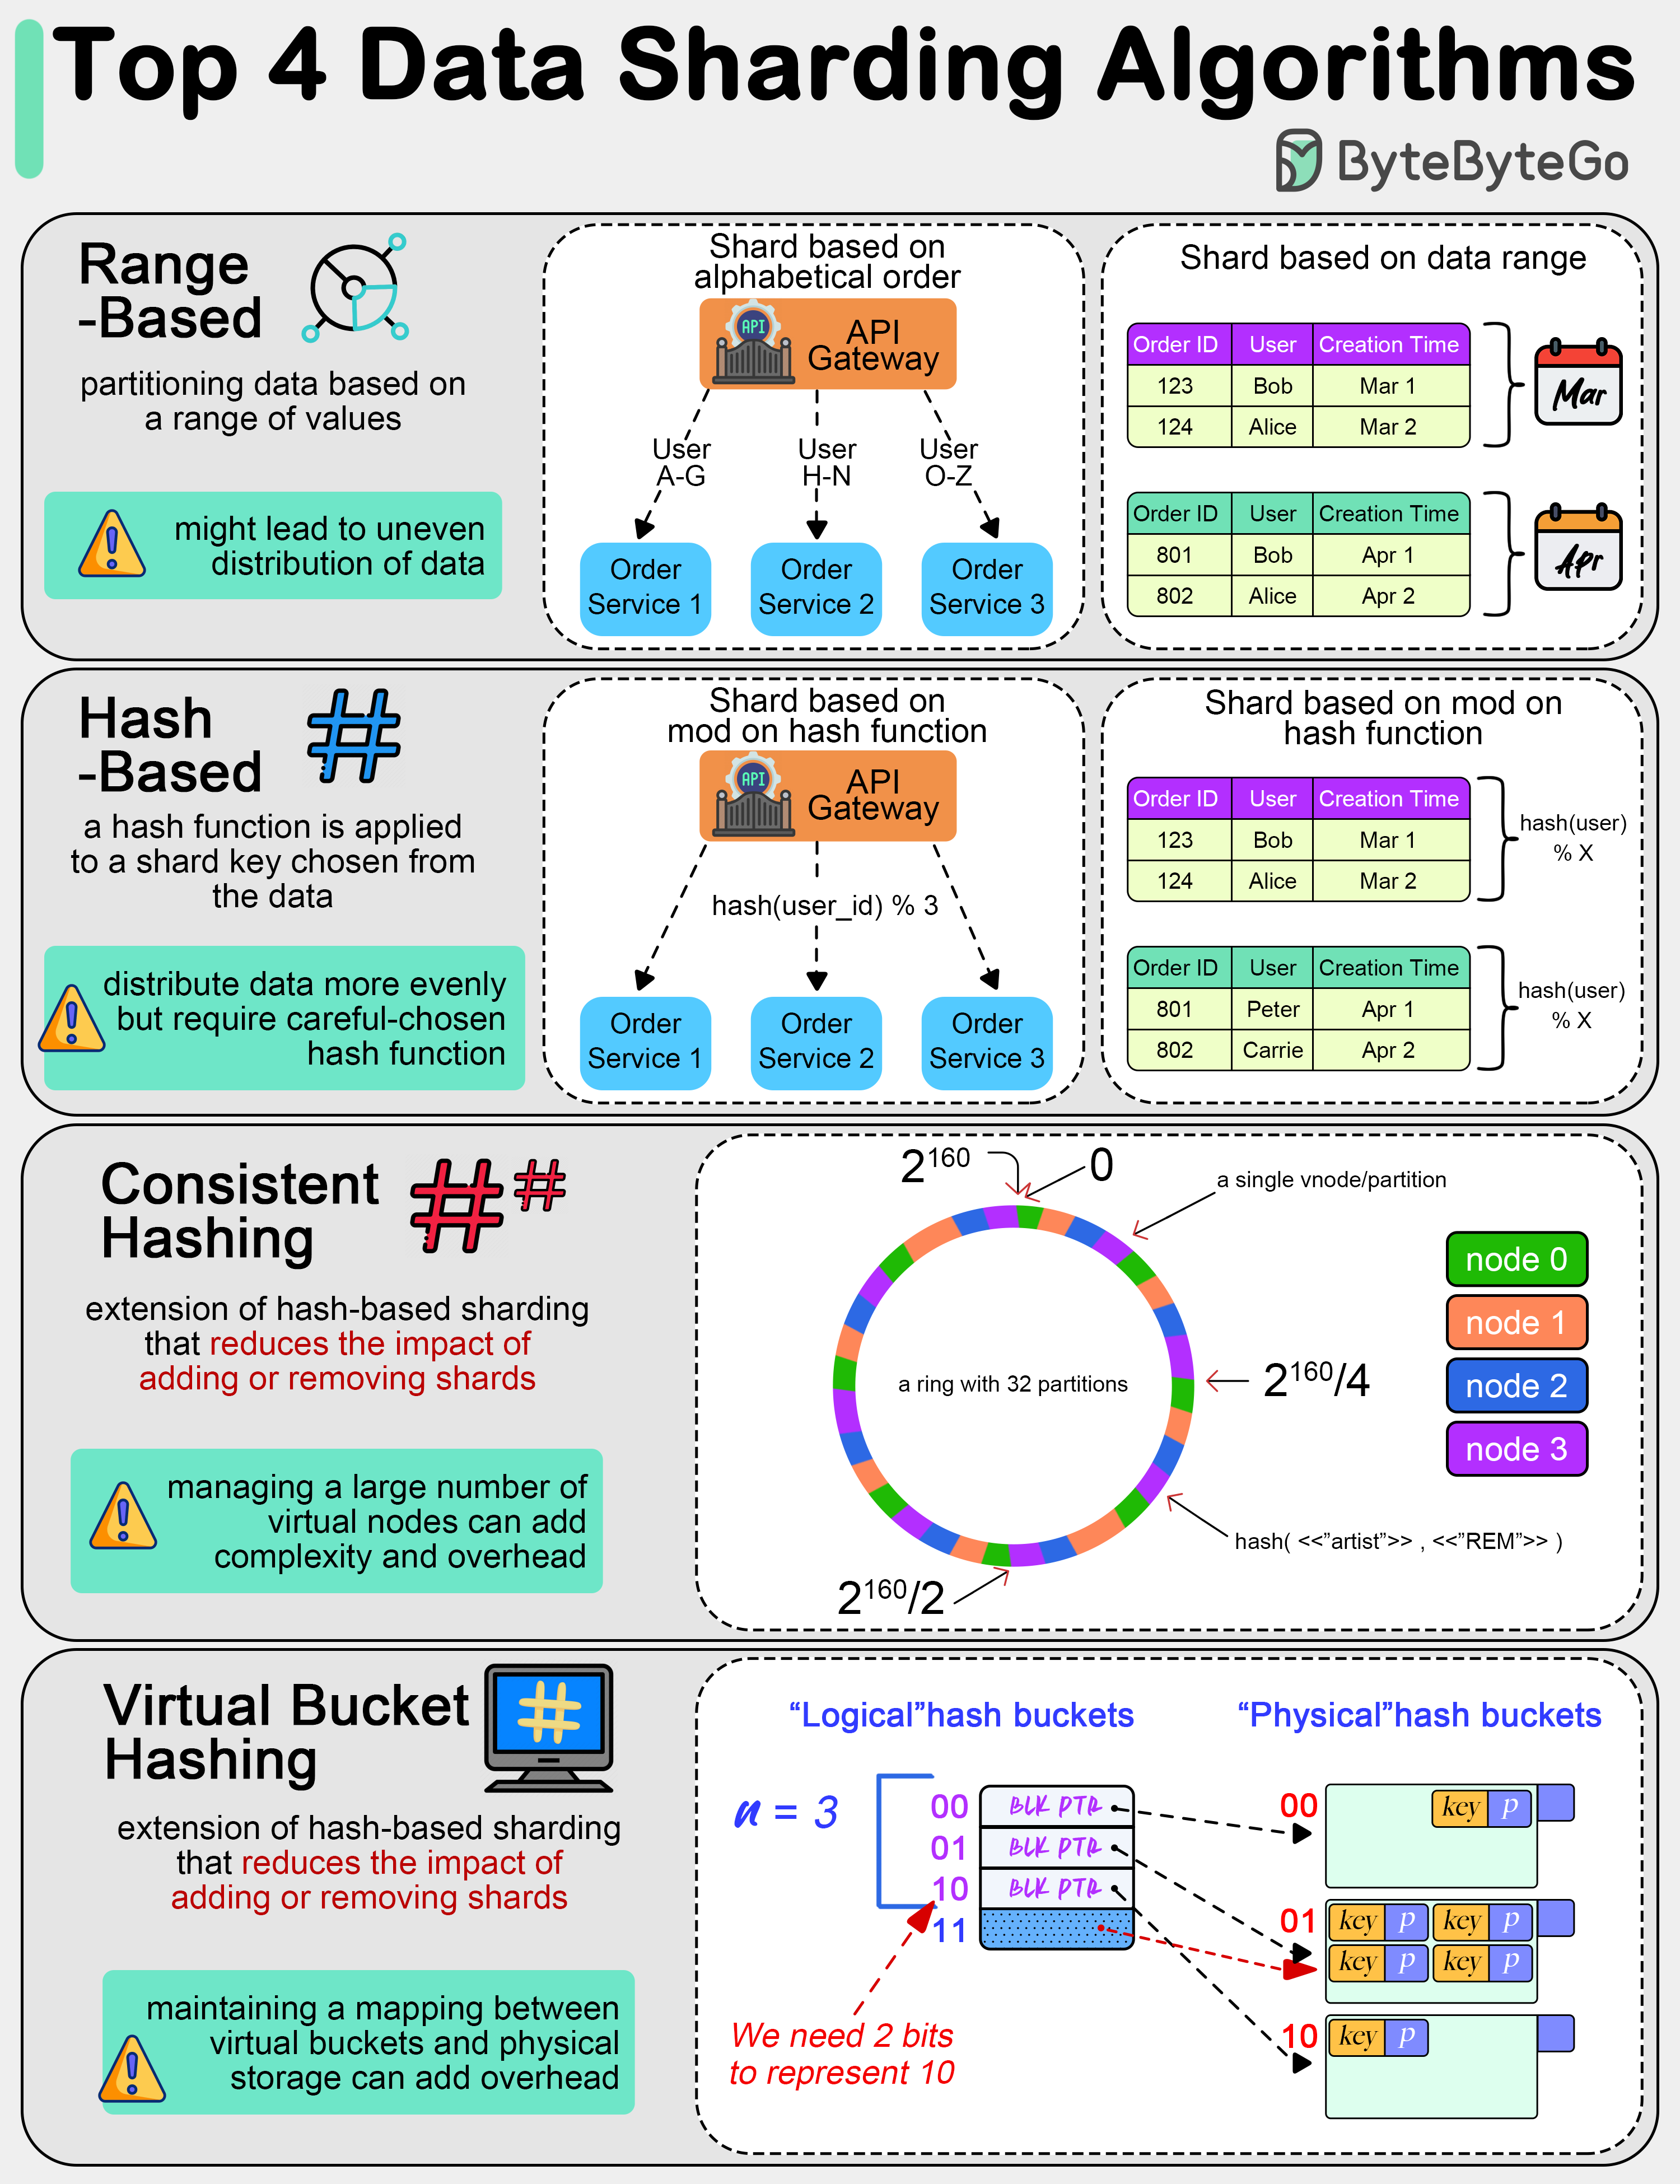 Top 4 Data Sharding Algorithms
ByteByteGo
Range
-Based
partitioning data based on
a range of values
might lead to uneven
distribution of data
Shard based on
alphabetical order
API
API
Gateway
User
A-G
User
H-N
User
O-Z
Order
Service 1
Order
Service 2
Order
Service 3
Shard based on data range
Order ID User Creation Time
123 Bob Mar 1
124 Alice Mar 2
Mar
Order ID User Creation Time
801 Bob Apr 1
802 Alice Apr 2
Apr
Hash
-Based
a hash function is applied
to a shard key chosen from
the data
distribute data more evenly
but require careful-chosen
hash function
Shard based on
mod on hash function
API
API
Gateway
hash(user_id) % 3
Order
Service 1
Order
Service 2
Order
Service 3
Shard based on mod on
hash function
Order ID User Creation Time
123 Bob Mar 1
124 Alice Mar 2
hash(user)
% X
Order ID User Creation Time
801 Peter Apr 1
802 Carrie Apr 2
hash(user)
% X
Consistent
Hashing
extension of hash-based sharding
that reduces the impact of
adding or removing shards
managing a large number of
virtual nodes can add
complexity and overhead
2^160
0
a single vnode/partition
a ring with 32 partitions
2^160/4
hash( <<”artist”>> , <<”REM”>> )
2^160/2
node 0
node 1
node 2
node 3
Virtual Bucket
Hashing
extension of hash-based sharding
that reduces the impact of
adding or removing shards
maintaining a mapping between
virtual buckets and physical
storage can add overhead
“Logical”hash buckets
“Physical”hash buckets
n = 3
00 BLK PTR
01 BLK PTR
10 BLK PTR
11
We need 2 bits
to represent 10
00
key p
01
key p key p
key p key p
10
key p